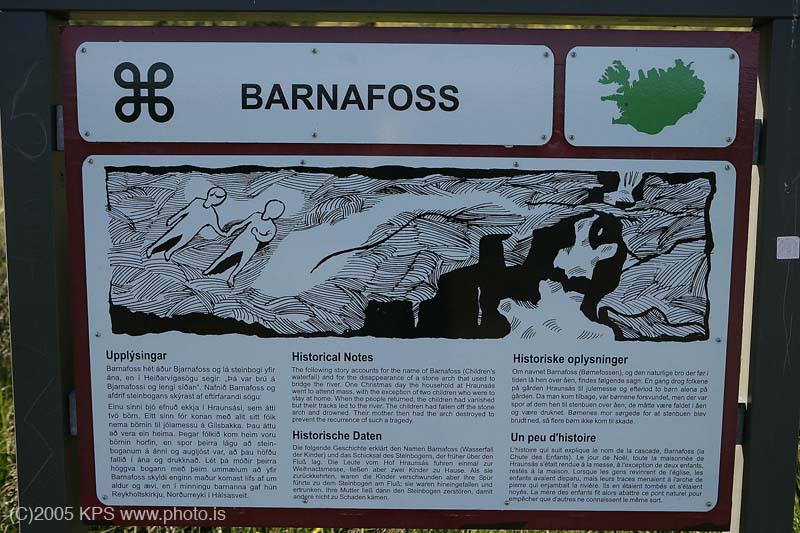 BARNAFOSS
Upplýsingar
Barnafoss hét áður Bjarnafoss og lá steinbogi yfir
ána, en í Heiðarvígasögu segir: „Þá var brú á
Bjarnafossi og lengi síðan". Nafnið Barnafoss og
afdrif steinbogans skýrast af eftirfarandi sögu:
Einu sinni bjó efnuð ekkja í Hraunsási, sem átti
tvö börn. Eitt sinn fór konan með alit sitt fólk
nema börnin til jólamessu á Gilsbakka. Þau áttu
að vera ein heima. Þegar fólkið kom heim voru
börnin horfin, en spor þeirra lágu að stein-
boganum á ánni og augljóst var, að þau höfðu
fallið í ána og drukknað. Lét þá móðir þeirra
höggva bogann með þeim ummælum að yfir
Barnafoss skyldi enginn maður komast lífs af um
aldur og ævi, en í minningu barnanna gaf hún
Reykholtskirkju, Norðurreyki í Hálsasveit.
Historical Notes
The following story accounts for the name of Barnafoss (Children's
waterfall) and for the disappearance of a stone arch that used to
bridge the river. One Christmas day the household at Hraunsás
went to attend mass, with the exception of two children who were to
stay at home. When the people returned, the children had vanished
but their tracks led to the river. The children had fallen off the stone
arch and drowned. Their mother then had the arch destroyed to
prevent the recurrence of such a tragedy.
Historische Daten
Die folgende Geschichte erklärt den Namen Barnafoss (Wasserfall
der Kinder) und das Schicksal des Steinbogens, der früher über den
Fluß lag. Die Leute vom Hof Hraunsás fuhren einmal zur
Weihnachtsmesse, ließen aber zwei Kinder zu Hause. Als sie
zurückkehrten, waren die Kinder verschwunden aber ihre Spur
führte zu dem Steinbogen am Fluß; sie waren hineingefallen und
ertrunken. Ihre Mutter ließ dann den Steinbogen zerstören, damit
andere nicht zu Schaden kämen.
Historiske oplysninger
Om navnet Barnafoss (Børnefossen), og den naturlige bro der før i
tiden lå hen over åen, findes følgende sagn: En gang drog folkene
på gården Hraunsás til julemesse og efterlod to børn alene på
gården. Da man kom tilbage, var børnene forsvundet, men der var
spor af dem hen til stenbuen over åen; de måtte være faldet i åen
og være druknet. Børnenes mor sørgede for at stenbuen blev
brudt ned, så flere børn ikke kom til skade.
Un peu d'histoire
L'histoire qui suit explique le nom de la cascade, Barnafoss (la
Chute des Enfants). Le jour de Noël, toute la maisonnée de
Hraunsás s'était rendue à la messe, à l'exception de deux enfants,
restés à la maison. Lorsque les gens revinrent de l'église, les
enfants avaient disparu, mais leurs traces menaient à l'arche de
pierre qui enjambait la rivière. Ils en étaient tombés et s'étaient
noyés. La mère des enfants fit alors abattre ce pont naturel pour
empêcher que d'autres ne connaissent le même sort.
(C)2005 KPS www.photo.is